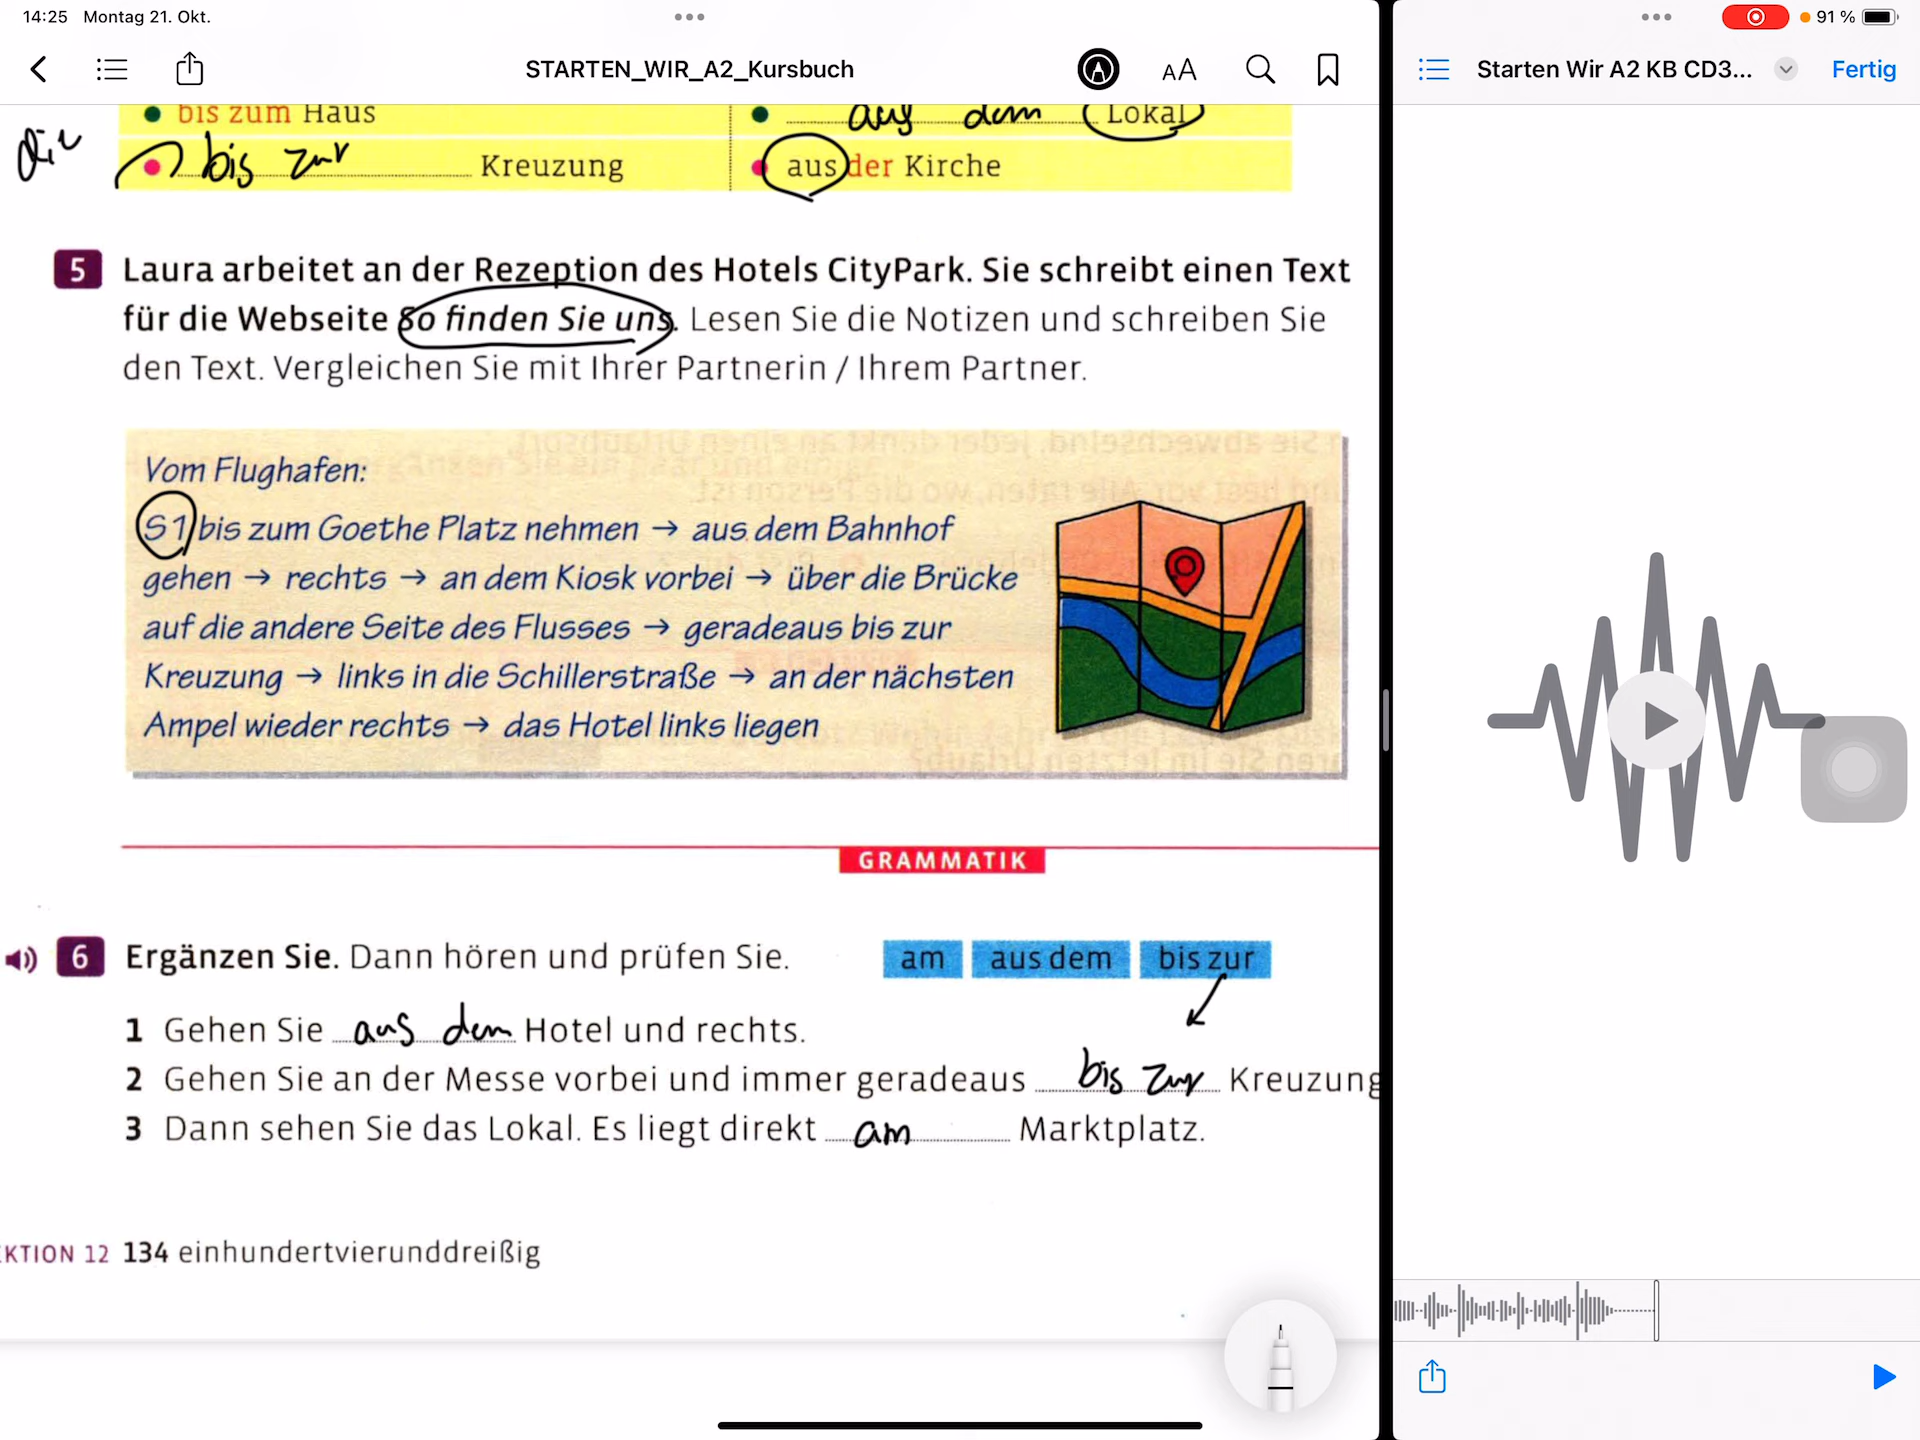 14:25 Montag 21. Okt.
91 %
STARTEN_WIR_A2_Kursbuch
AA
Starten Wir A2 KB CD3...
Fertig
bis zum Haus
aus dem Lokal
die
bis zur Kreuzung
aus der Kirche
5 Laura arbeitet an der Rezeption des Hotels CityPark. Sie schreibt einen Text
für die Webseite So finden Sie uns. Lesen Sie die Notizen und schreiben Sie
den Text. Vergleichen Sie mit Ihrer Partnerin / Ihrem Partner.
Vom Flughafen:
S1 bis zum Goethe Platz nehmen → aus dem Bahnhof
gehen → rechts → an dem Kiosk vorbei → über die Brücke
auf die andere Seite des Flusses → geradeaus bis zur
Kreuzung → links in die Schillerstraße → an der nächsten
Ampel wieder rechts → das Hotel links liegen
GRAMMATIK
6 Ergänzen Sie. Dann hören und prüfen Sie.
am aus dem bis zur
1 Gehen Sie aus dem Hotel und rechts.
2 Gehen Sie an der Messe vorbei und immer geradeaus bis zur Kreuzung
3 Dann sehen Sie das Lokal. Es liegt direkt am Marktplatz.
KTION 12 134 einhundertvierunddreißig